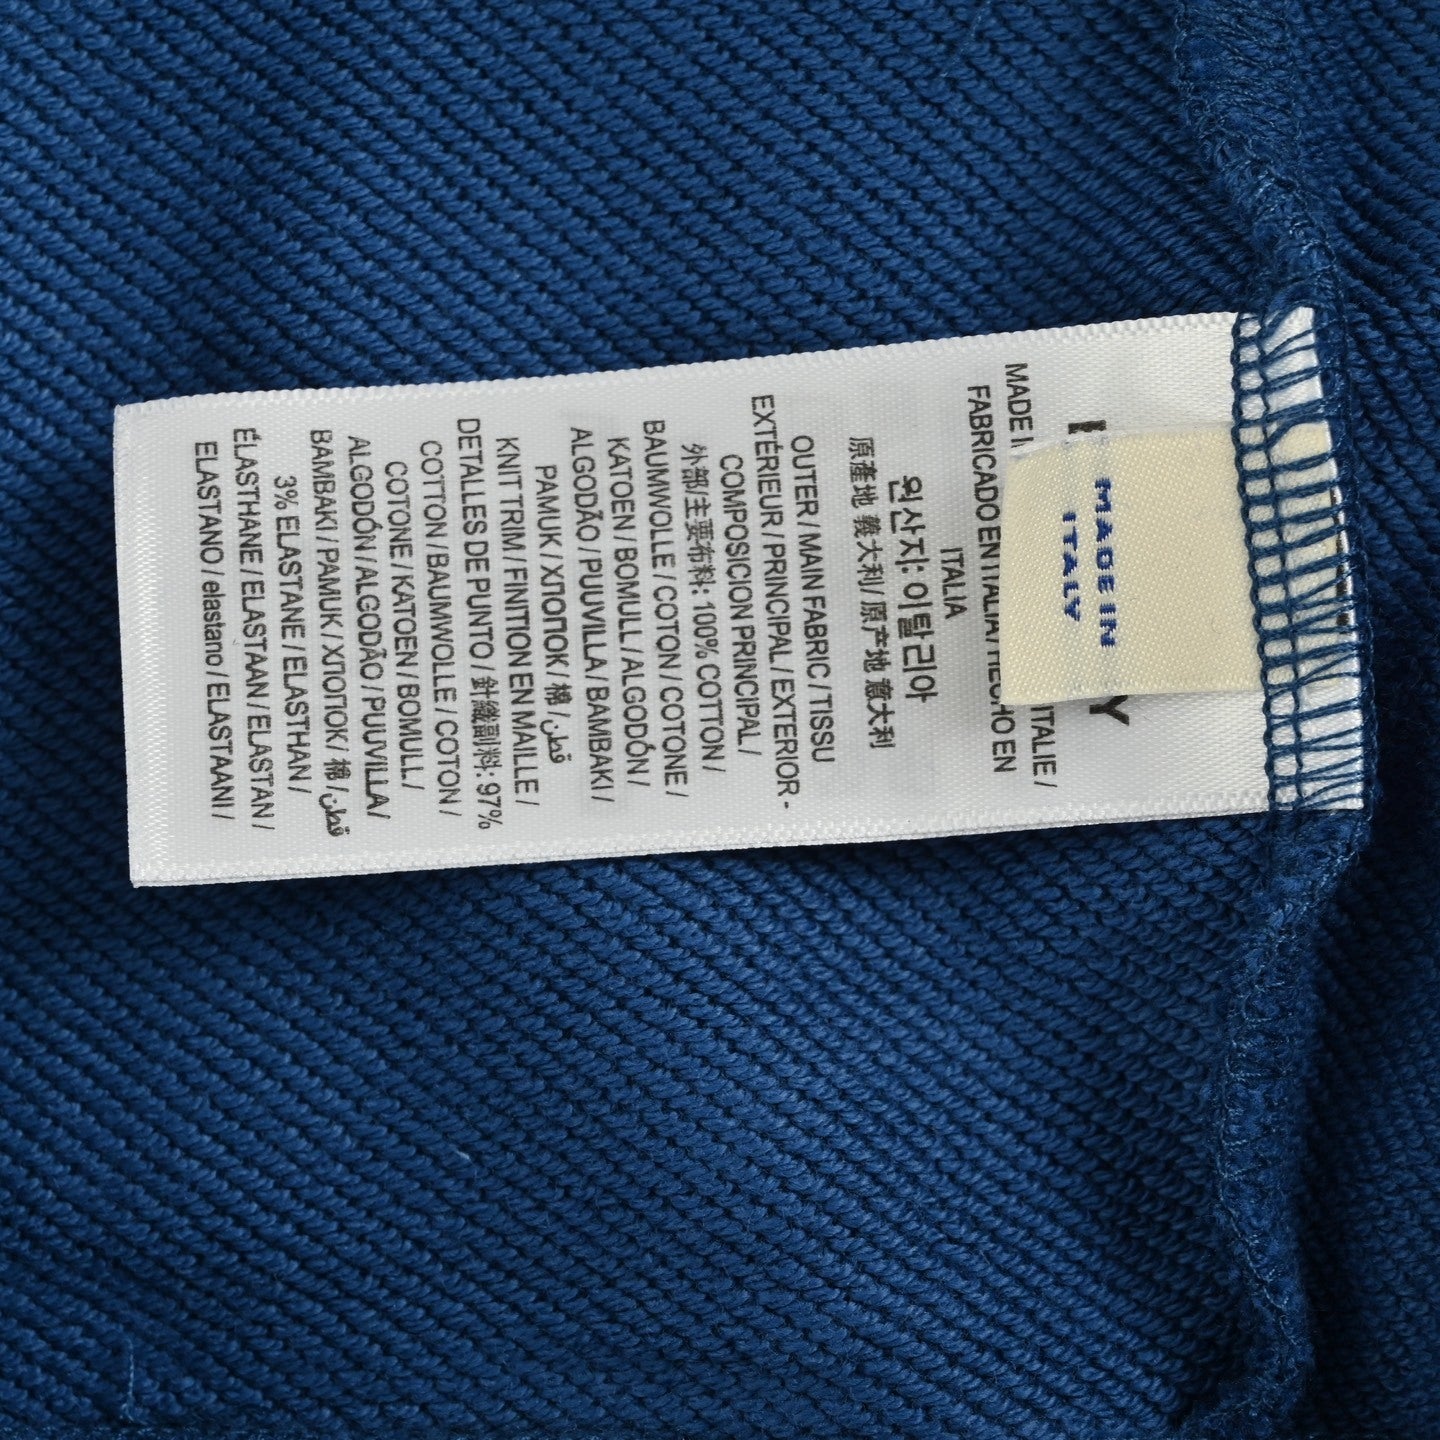 MADE IN
ITALY
Y
MADE I
ITALIE /
FABRICADO EN ITALIA / HECHO EN
ITALIA
원산지: 이탈리아
原產地 義大利 / 原产地 意大利
OUTER / MAIN FABRIC / TISSU
EXTÉRIEUR / PRINCIPAL / EXTERIOR -
COMPOSICION PRINCIPAL /
外部/主要布料: 100% COTTON /
BAUMWOLLE / COTON / COTONE /
KATOEN / BOMULL / ALGODÓN /
ALGODÃO / PUUVILLA / BAMBAKI /
PAMUK / ХЛОПОК / 棉 / قطن
KNIT TRIM / FINITION EN MAILLE /
DETALLES DE PUNTO / 針織副料: 97%
COTTON / BAUMWOLLE / COTON /
COTONE / KATOEN / BOMULL /
ALGODÓN / ALGODÃO / PUUVILLA /
BAMBAKI / PAMUK / ХЛОПОК / 棉 / قطن
3% ELASTANE / ELASTHAN /
ÉLASTHANE / ELASTAAN / ELASTAN /
ELASTANO / elastano / ELASTAANI /